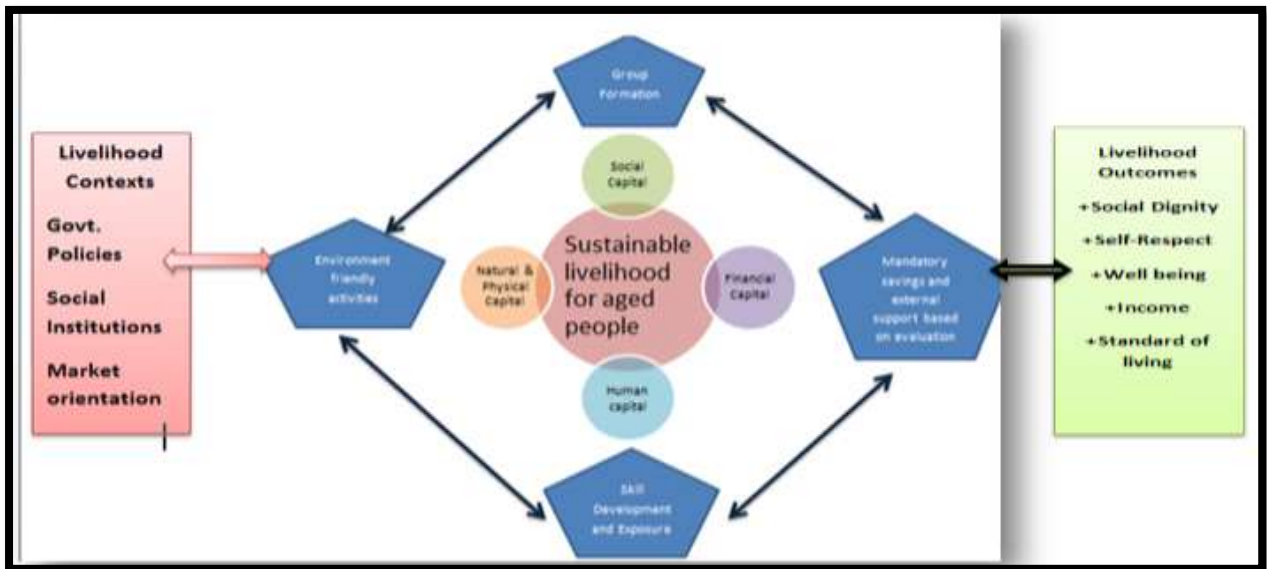 Livelihood
Contexts
Govt.
Policies
Social
Institutions
Market
orientation
Group
Formation
Social
Capital
Environment
friendly
activities
Natural &
Physical
Capital
Sustainable
livelihood
for aged
people
Financial
Capital
Mandatory
savings and
external
support based
on evaluation
Human
capital
Skill
Development
and Exposure
Livelihood
Outcomes
+Social Dignity
+Self-Respect
+Well being
+Income
+Standard of
living